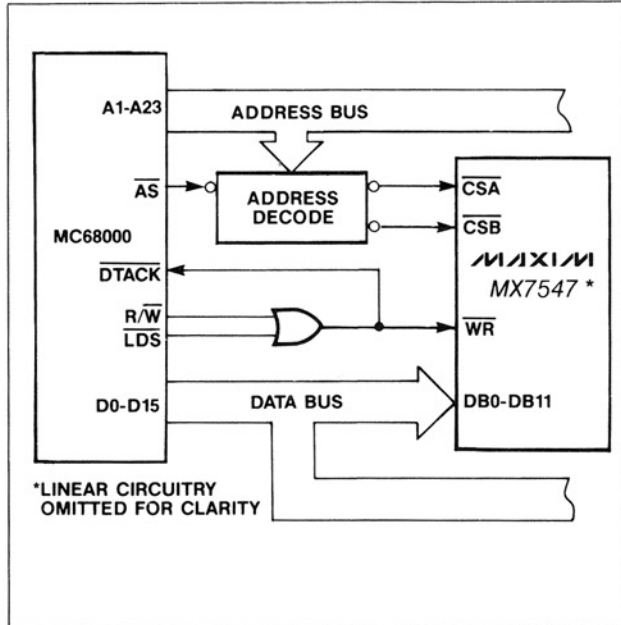 A1-A23
ADDRESS BUS
AS
ADDRESS
DECODE
CSA
CSB
MC68000
MAXIM
MX7547 *
DTACK
R/W
LDS
WR
D0-D15
DATA BUS
DB0-DB11
*LINEAR CIRCUITRY
OMITTED FOR CLARITY